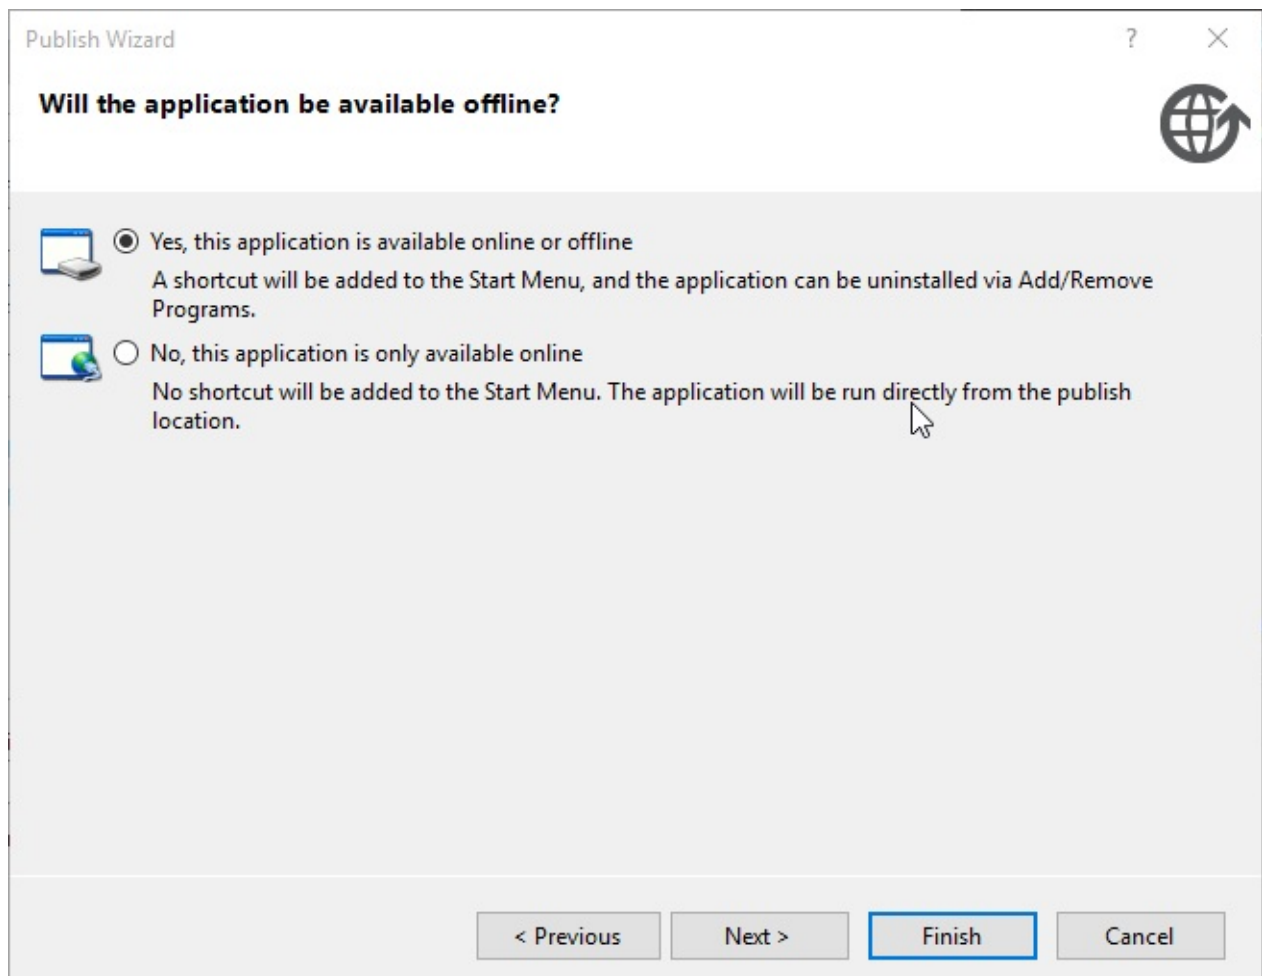 Publish Wizard
?
Will the application be available offline?
Yes, this application is available online or offline
A shortcut will be added to the Start Menu, and the application can be uninstalled via Add/Remove
Programs.
No, this application is only available online
No shortcut will be added to the Start Menu. The application will be run directly from the publish
location.
< Previous
Next >
Finish
Cancel